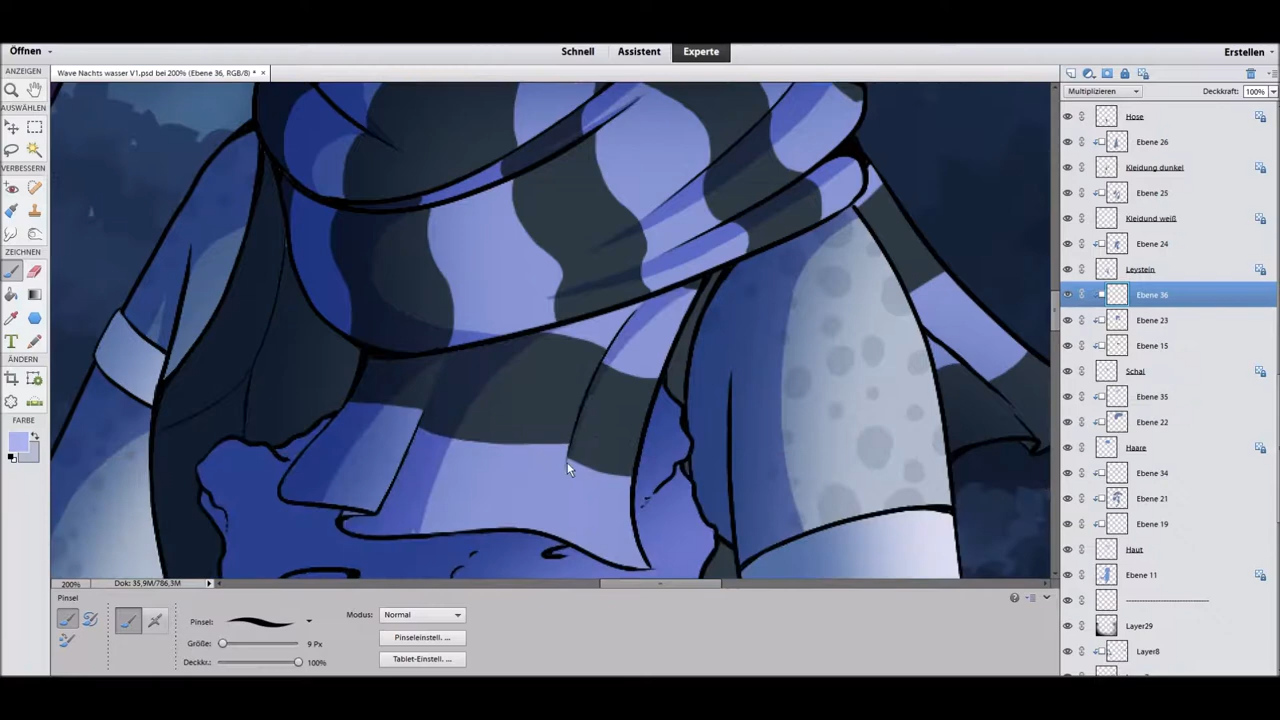 Öffnen
Schnell
Assistent
Experte
Erstellen
ANZEIGEN
Wave Nachts wasser V1.psd bei 200% (Ebene 36, RGB/8) * ×
AUSWÄHLEN
VERBESSERN
ZEICHNEN
ÄNDERN
FARBE
Multiplizieren
Deckkraft: 100%
Hose
Ebene 26
Kleidung dunkel
Ebene 25
Kleidund weiß
Ebene 24
Leystein
Ebene 36
Ebene 23
Ebene 15
Schal
Ebene 35
Ebene 22
Haare
Ebene 34
Ebene 21
Ebene 19
Haut
Ebene 11
Layer29
Layer8
200%
Dok: 35,9M/786,3M
Pinsel
Pinsel:
Größe:
9 Px
Deckkr.:
100%
Modus:
Normal
Pinseleinstell. ...
Tablet-Einstell. ...